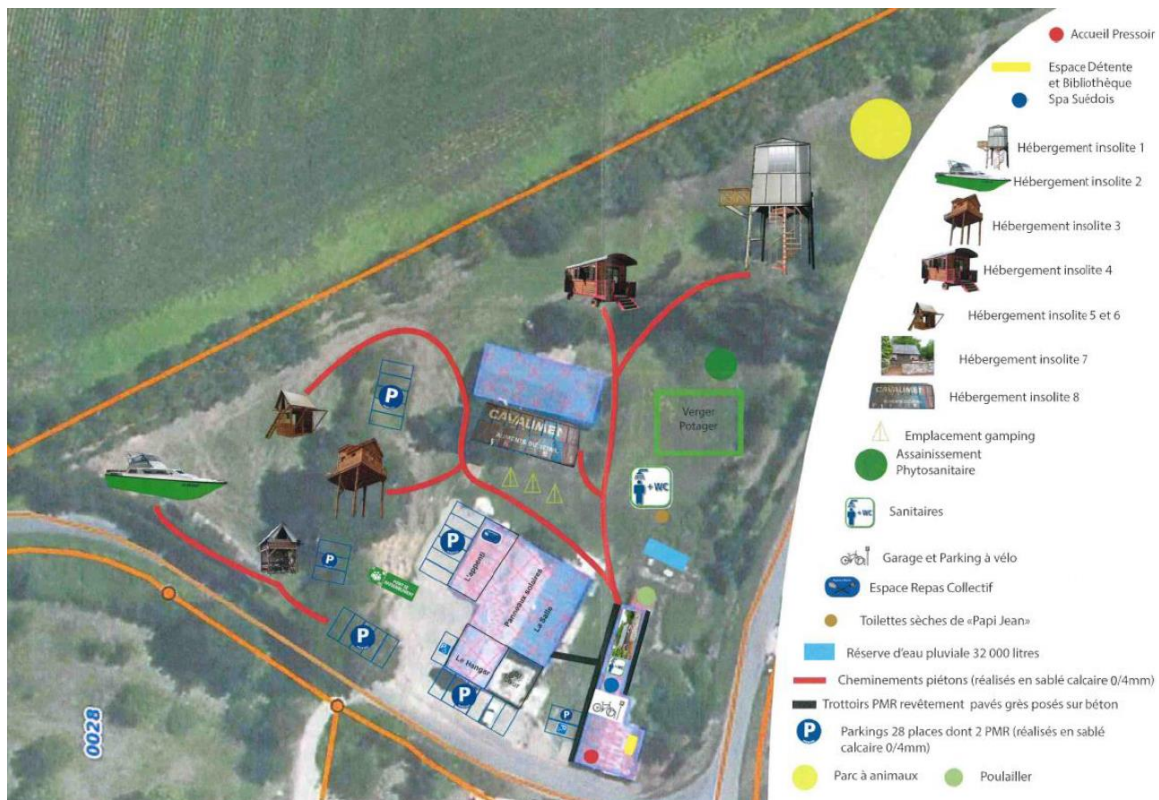 Accueil Pressoir
Espace Détente
et Bibliothèque
Spa Suédois
Hébergement insolite 1
Hébergement insolite 2
Hébergement insolite 3
Hébergement insolite 4
Hébergement insolite 5 et 6
Hébergement insolite 7
Hébergement insolite 8
Emplacement gamping
Assainissement
Phytosanitaire
+WC
Sanitaires
Garage et Parking à vélo
Espace Repas Collectif
Toilettes sèches de «Papi Jean»
Réserve d'eau pluviale 32 000 litres
Cheminements piétons (réalisés en sablé calcaire 0/4mm)
Trottoirs PMR revêtement pavés grès posés sur béton
P
Parkings 28 places dont 2 PMR (réalisés en sablé
calcaire 0/4mm)
Parc à animaux
Poulailler
P
CAVALINE
Verger
Potager
+WC
P
L'appenti
Panneaux solaires
La Salle
P
P
Le Hangar
P
P
0028